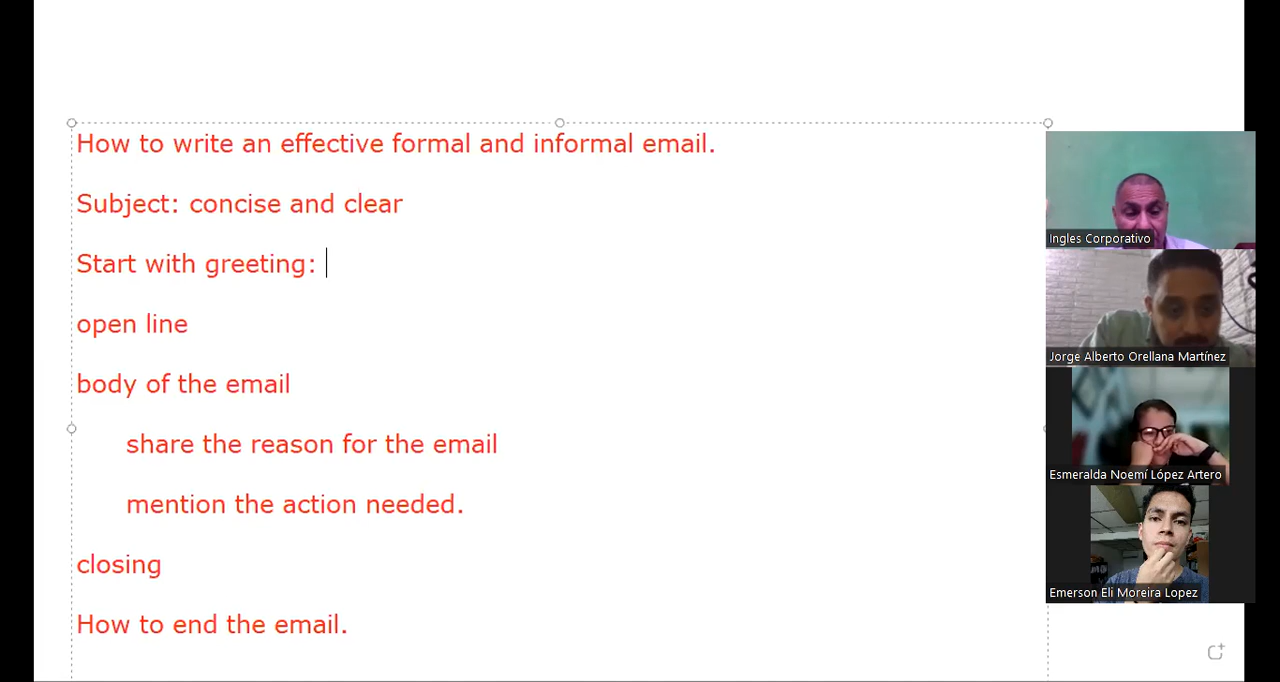 How to write an effective formal and informal email.
Subject: concise and clear
Start with greeting:
open line
body of the email
share the reason for the email
mention the action needed.
closing
How to end the email.
Ingles Corporativo
Jorge Alberto Orellana Martínez
Esmeralda Noemí López Artero
Emerson Eli Moreira Lopez